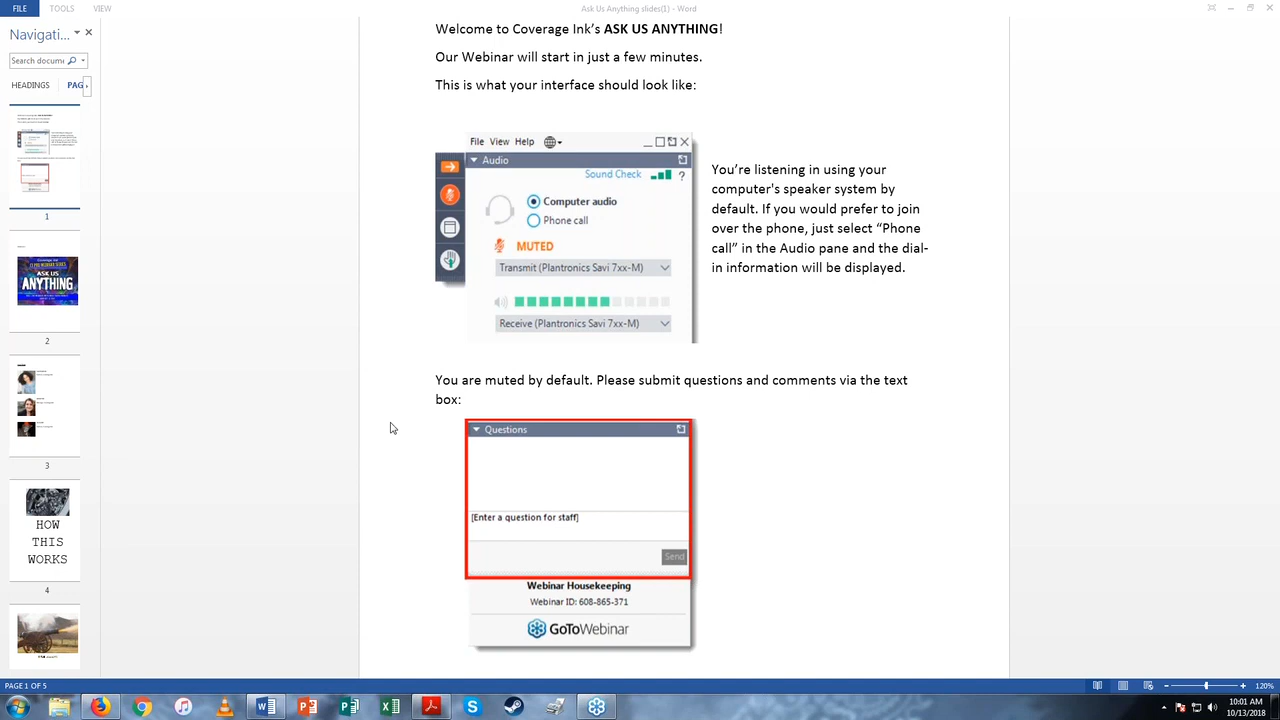 FILE TOOLS VIEW
Ask Us Anything slides(1) - Word
Navigati...
Search docume
HEADINGS PAG
1
ASK US
ANYTHING
2
3
HOW
THIS
WORKS
4
Welcome to Coverage Ink’s ASK US ANYTHING!
Our Webinar will start in just a few minutes.
This is what your interface should look like:
File View Help
Audio
Sound Check ?
Computer audio
Phone call
MUTED
Transmit (Plantronics Savi 7xx-M)
Receive (Plantronics Savi 7xx-M)
You’re listening in using your
computer's speaker system by
default. If you would prefer to join
over the phone, just select “Phone
call” in the Audio pane and the dial-
in information will be displayed.
You are muted by default. Please submit questions and comments via the text
box:
Questions
[Enter a question for staff]
Send
Webinar Housekeeping
Webinar ID: 608-865-371
GoToWebinar
PAGE 1 OF 5
120%
10:01 AM
10/13/2018